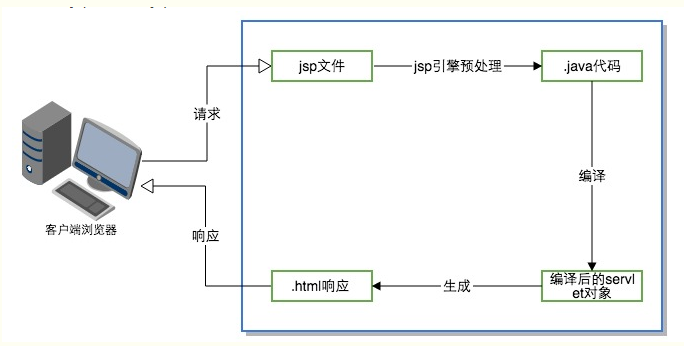 jsp文件
jsp引擎预处理
.java代码
请求
编译
客户端浏览器
响应
.html响应
生成
编译后的servl
et对象